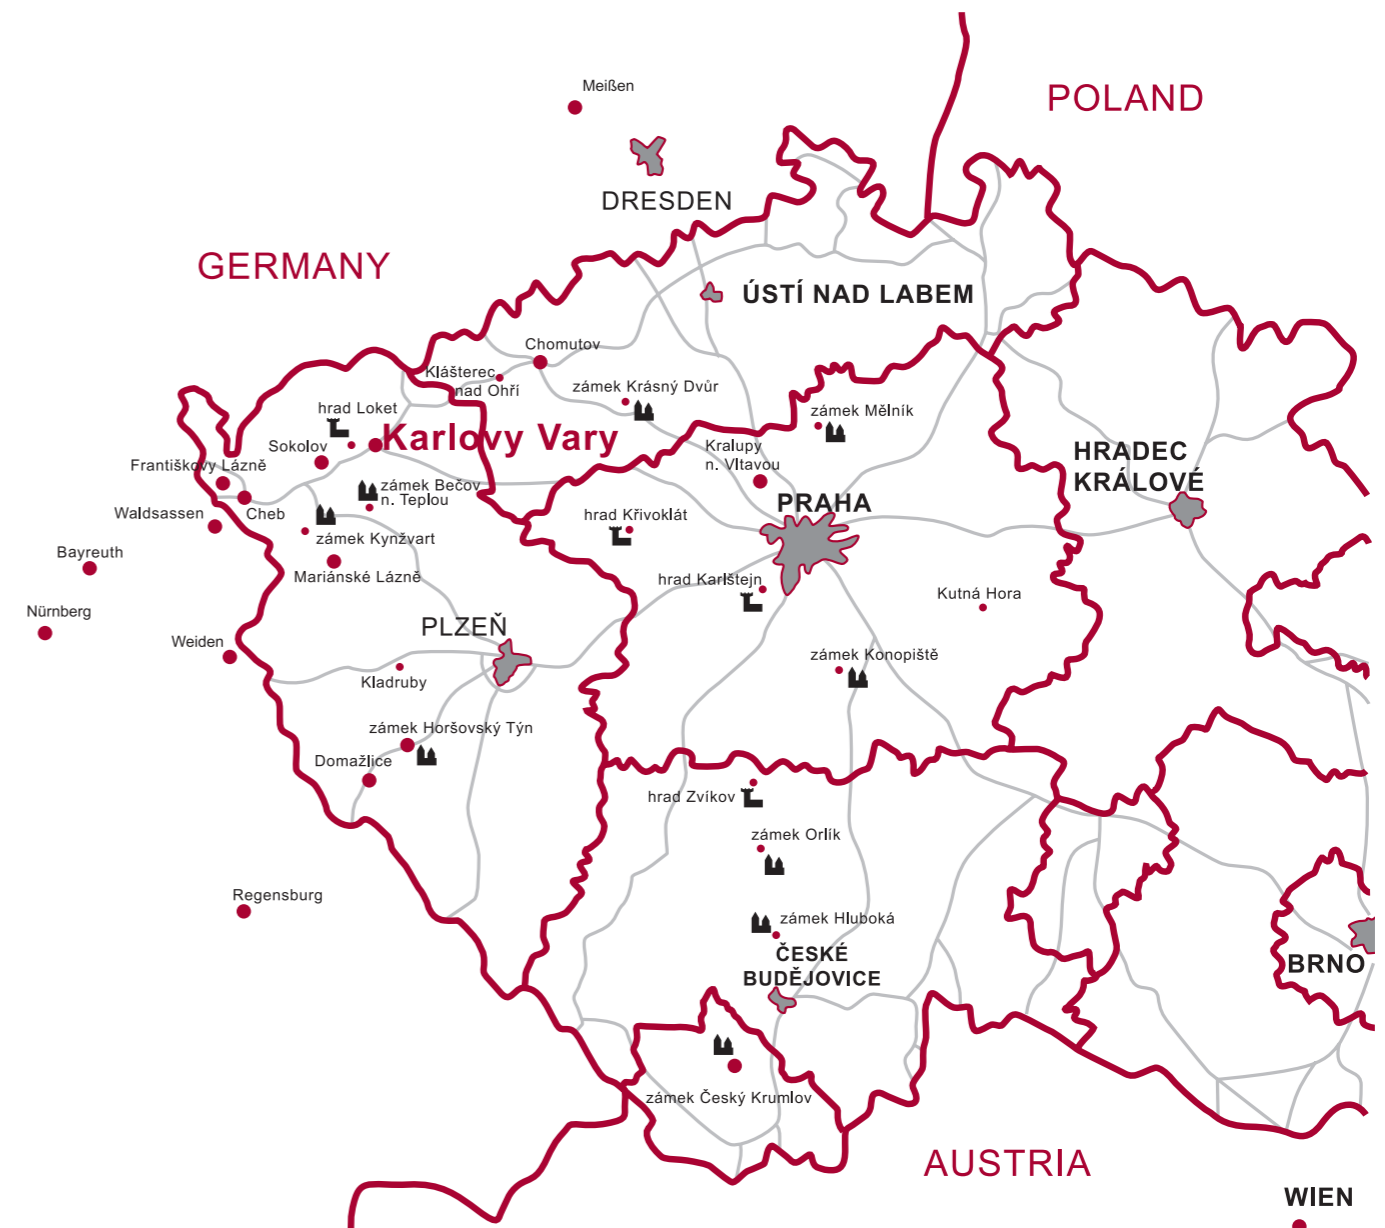 Meißen
POLAND
DRESDEN
GERMANY
ÚSTÍ NAD LABEM
Chomutov
Klášterec
nad Ohří
zámek Krásný Dvůr
hrad Loket
zámek Mělník
Karlovy Vary
Sokolov
Kralupy
n. Vltavou
HRADEC
KRÁLOVÉ
Františkovy Lázně
zámek Bečov
n. Teplou
PRAHA
Waldsassen
Cheb
hrad Křivoklát
zámek Kynžvart
Bayreuth
Mariánské Lázně
hrad Karlštejn
Kutná Hora
Nürnberg
PLZEŇ
Weiden
zámek Konopiště
Kladruby
zámek Horšovský Týn
Domažlice
hrad Zvíkov
zámek Orlík
Regensburg
zámek Hluboká
ČESKÉ
BUDĚJOVICE
BRNO
zámek Český Krumlov
AUSTRIA
WIEN